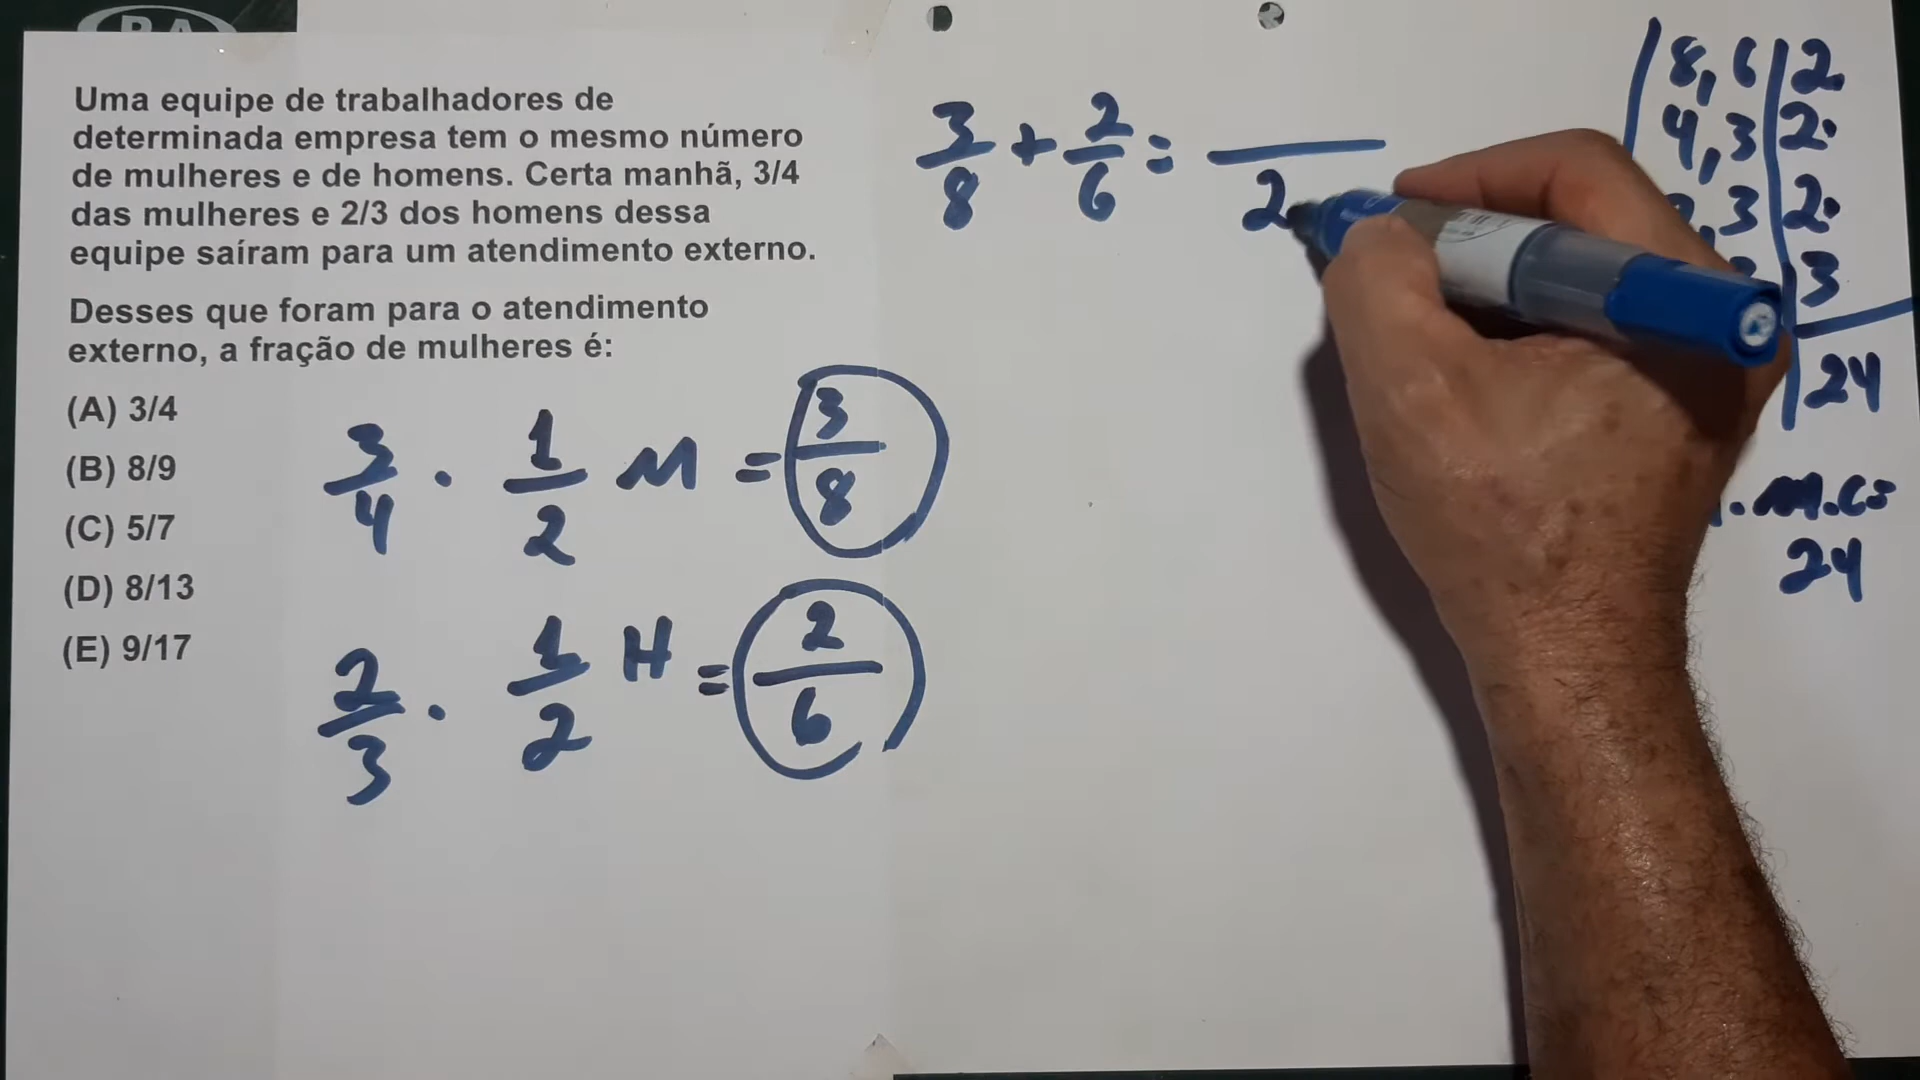 Uma equipe de trabalhadores de
determinada empresa tem o mesmo número
de mulheres e de homens. Certa manhã, 3/4
das mulheres e 2/3 dos homens dessa
equipe saíram para um atendimento externo.
Desses que foram para o atendimento
externo, a fração de mulheres é:
(A) 3/4
(B) 8/9
(C) 5/7
(D) 8/13
(E) 9/17
3/4 · 1/2 M = 3/8
2/3 · 1/2 H = 2/6
3/8 + 2/6 =
2
8, 6 | 2
4, 3 | 2
, 3 | 2
3
24
24